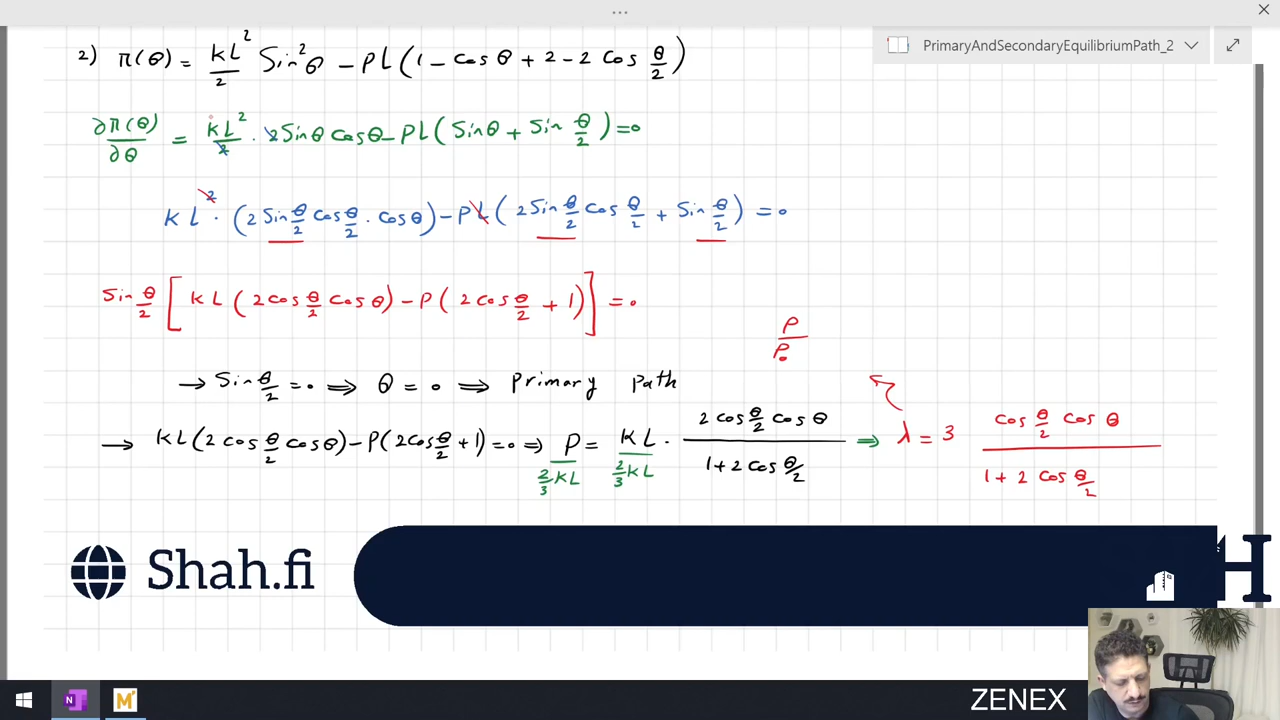 PrimaryAndSecondaryEquilibriumPath_2
2) π(θ) = kL²/2 Sin²θ - PL(1 - cos θ + 2 - 2 cos θ/2)
∂π(θ)/∂θ = kL²/2 · 2 Sinθ cosθ - PL(Sinθ + Sin θ/2) = 0
kL² · (2 Sin θ/2 cos θ/2 · cosθ) - PL(2 Sin θ/2 cos θ/2 + Sin θ/2) = 0
Sin θ/2 [kL(2cos θ/2 cosθ) - P(2cos θ/2 + 1)] = 0
P/P₀
→ Sin θ/2 = 0 ⇒ θ = 0 ⇒ Primary Path
→ kL(2 cos θ/2 cosθ) - P(2cos θ/2 + 1) = 0 ⇒ P = kL · 2 cos θ/2 cos θ / 1 + 2 cos θ/2 ⇒ λ = 3 cos θ/2 cos θ / 1 + 2 cos θ/2
2/3 kL 2/3 kL
Shah.fi
H
ZENEX